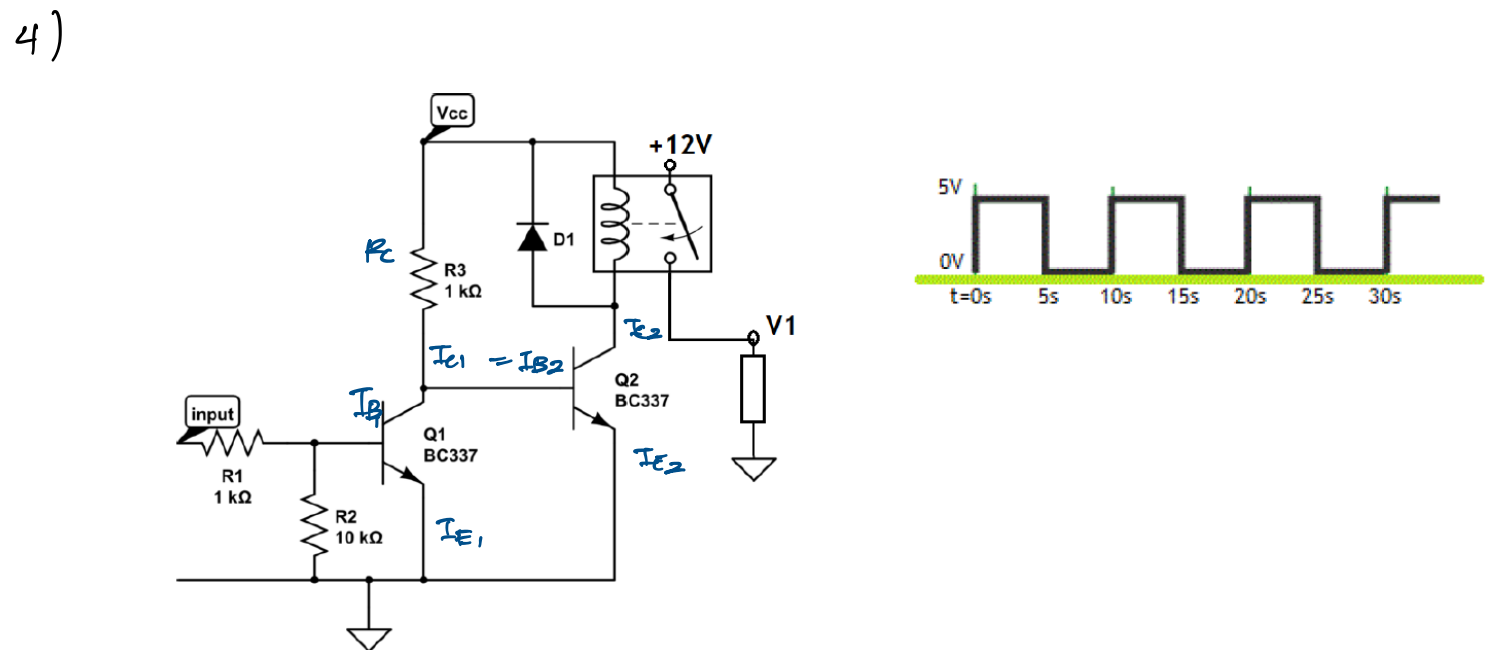 4)
Vcc
+12V
D1
Rc
R3
1 kΩ
IC1 = IB2
IC2
V1
Q2
BC337
IB1
input
Q1
BC337
IE2
R1
1 kΩ
R2
10 kΩ
IE1
5V
0V
t=0s 5s 10s 15s 20s 25s 30s